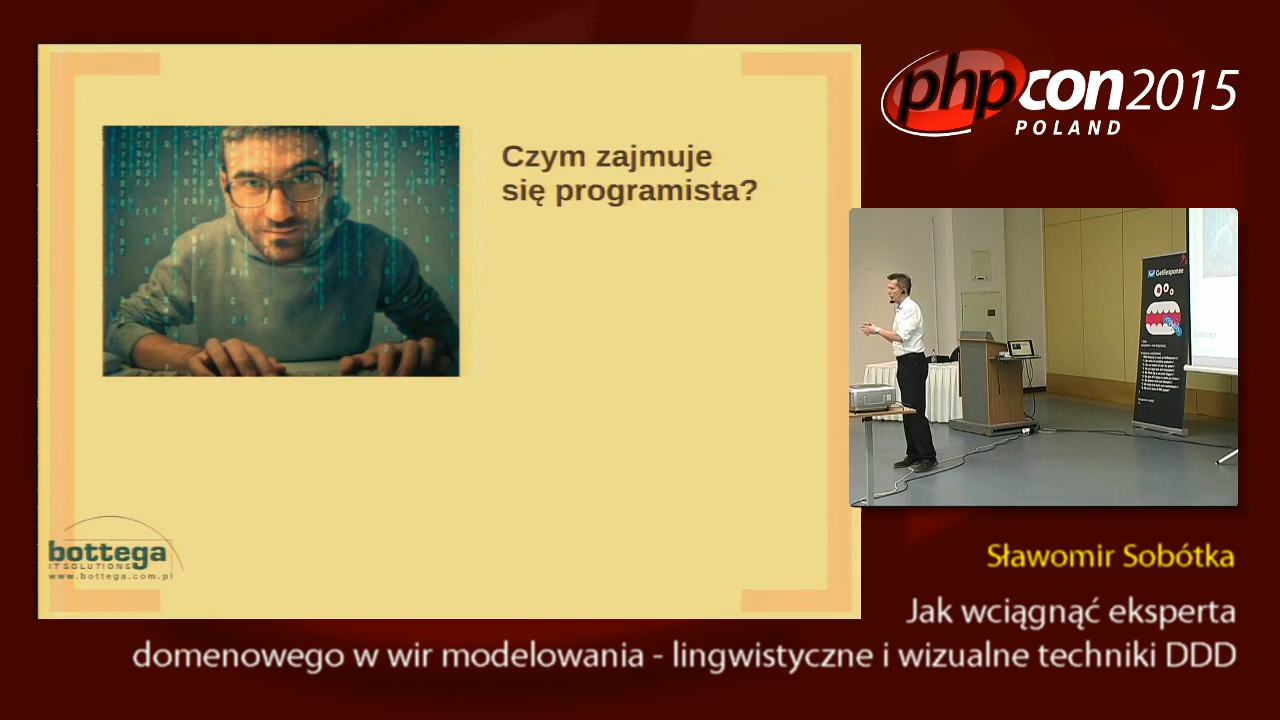 Czym zajmuje
się programista?
bottega
IT SOLUTIONS
www.bottega.com.pl
phpcon2015
POLAND
GetResponse
bottega
Sławomir Sobótka
Jak wciągnąć eksperta
domenowego w wir modelowania - lingwistyczne i wizualne techniki DDD